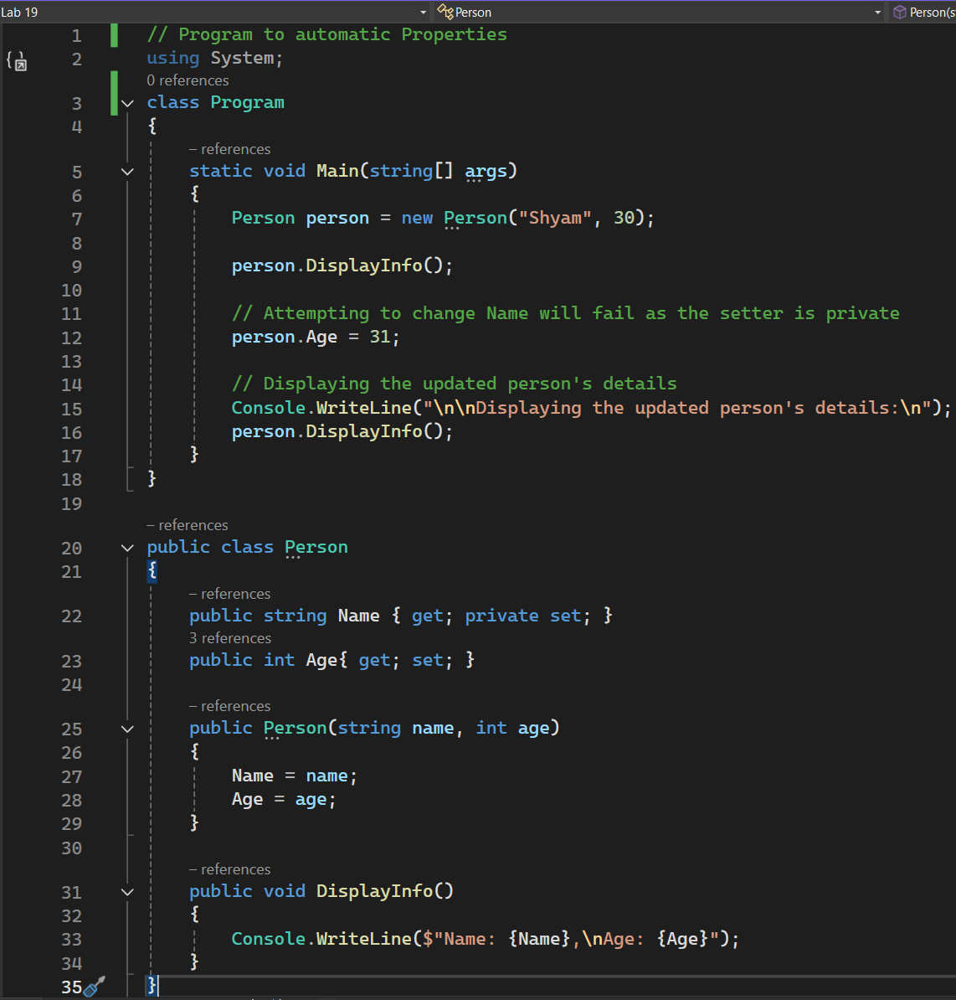 Lab 19 Person Person(s
1 // Program to automatic Properties
2 using System;
0 references
3 class Program
4 {
– references
5 static void Main(string[] args)
6 {
7 Person person = new Person("Shyam", 30);
8
9 person.DisplayInfo();
10
11 // Attempting to change Name will fail as the setter is private
12 person.Age = 31;
13
14 // Displaying the updated person's details
15 Console.WriteLine("\n\nDisplaying the updated person's details:\n");
16 person.DisplayInfo();
17 }
18 }
19
– references
20 public class Person
21 {
– references
22 public string Name { get; private set; }
3 references
23 public int Age{ get; set; }
24
– references
25 public Person(string name, int age)
26 {
27 Name = name;
28 Age = age;
29 }
30
– references
31 public void DisplayInfo()
32 {
33 Console.WriteLine($"Name: {Name},\nAge: {Age}");
34 }
35 }